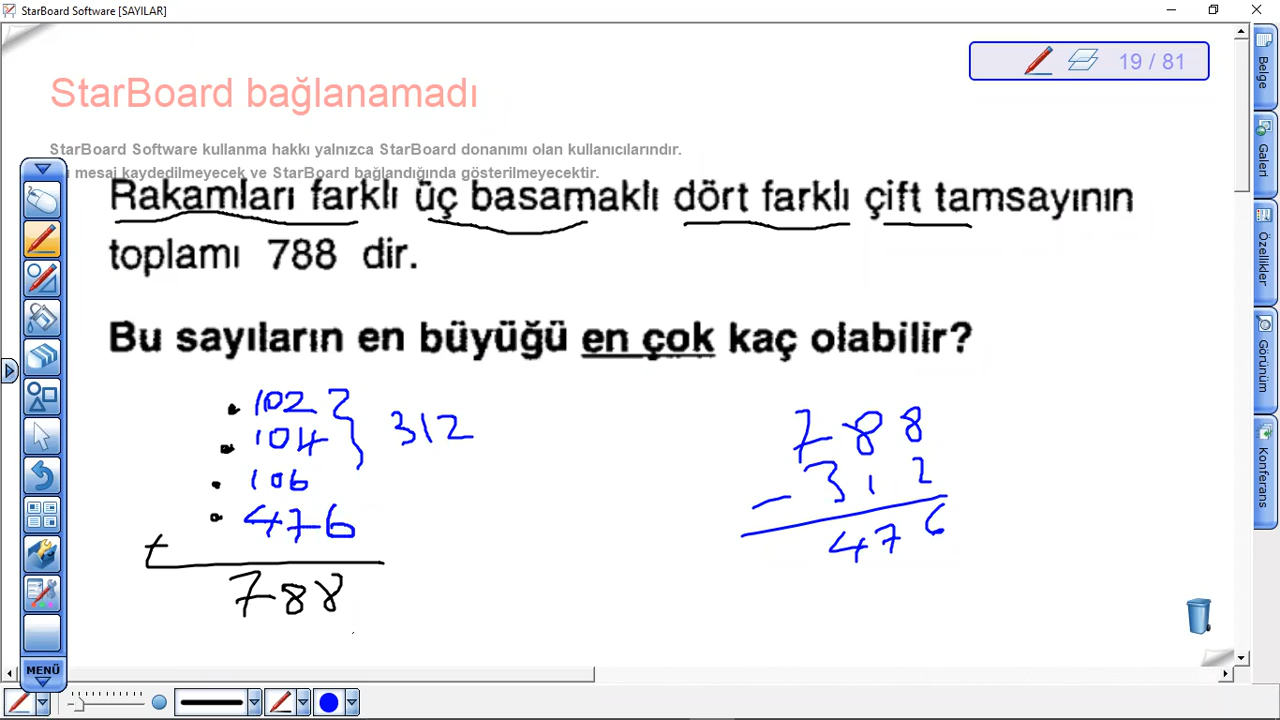 StarBoard Software [SAYILAR]
19 / 81
StarBoard bağlanamadı
StarBoard Software kullanma hakkı yalnızca StarBoard donanımı olan kullanıcılarındır.
mesaj kaydedilmeyecek ve StarBoard bağlandığında gösterilmeyecektir.
Rakamları farklı üç basamaklı dört farklı çift tamsayının
toplamı 788 dir.
Bu sayıların en büyüğü en çok kaç olabilir?
102
104
312
106
476
+
788
788
- 312
476
MENÜ
Belge
Galeri
Özellikler
Görünüm
Konferans